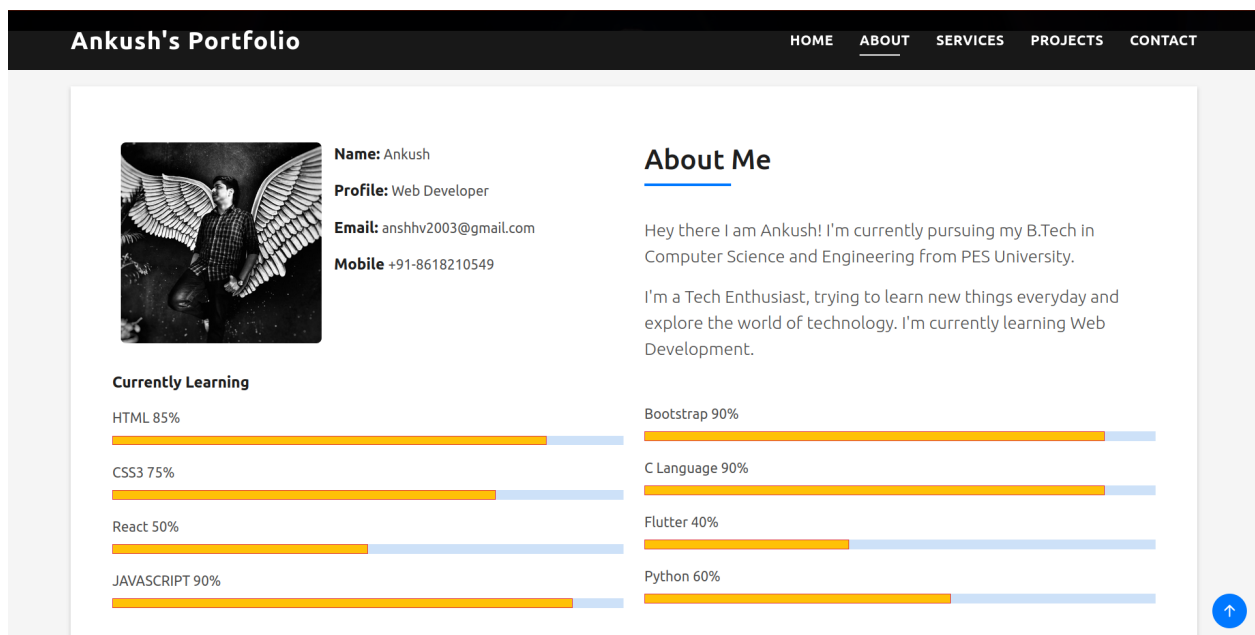 Ankush's Portfolio
HOME ABOUT SERVICES PROJECTS CONTACT
Name: Ankush
Profile: Web Developer
Email: anshhv2003@gmail.com
Mobile +91-8618210549
Currently Learning
HTML 85%
CSS3 75%
React 50%
JAVASCRIPT 90%
About Me
Hey there I am Ankush! I'm currently pursuing my B.Tech in
Computer Science and Engineering from PES University.
I'm a Tech Enthusiast, trying to learn new things everyday and
explore the world of technology. I'm currently learning Web
Development.
Bootstrap 90%
C Language 90%
Flutter 40%
Python 60%